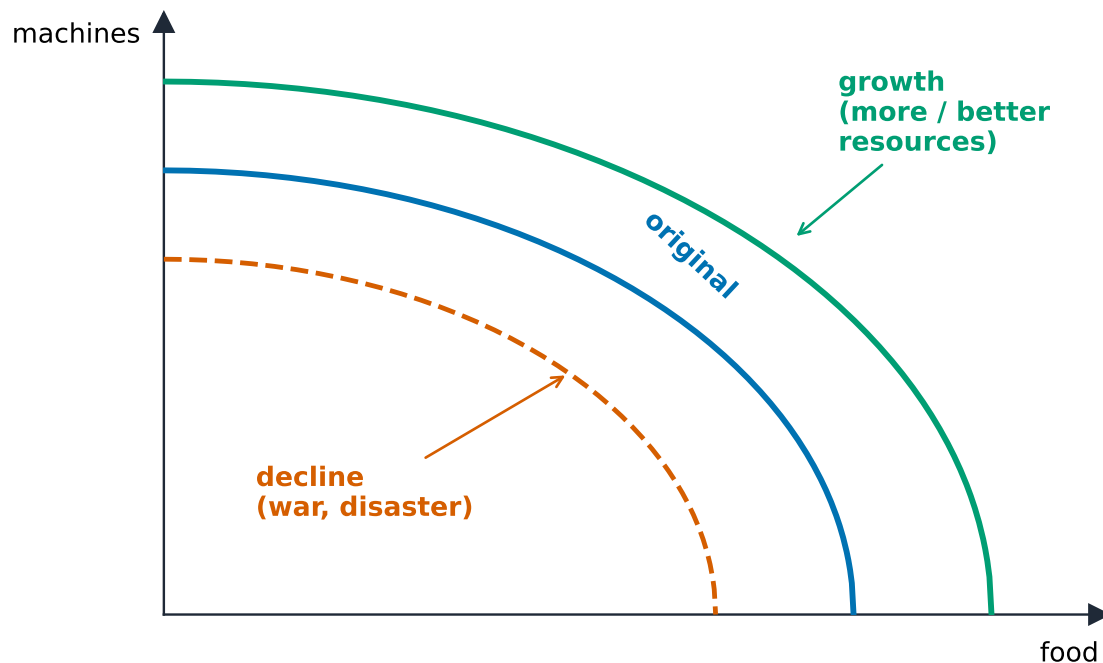 machines
growth
(more / better
resources)
original
decline
(war, disaster)
food